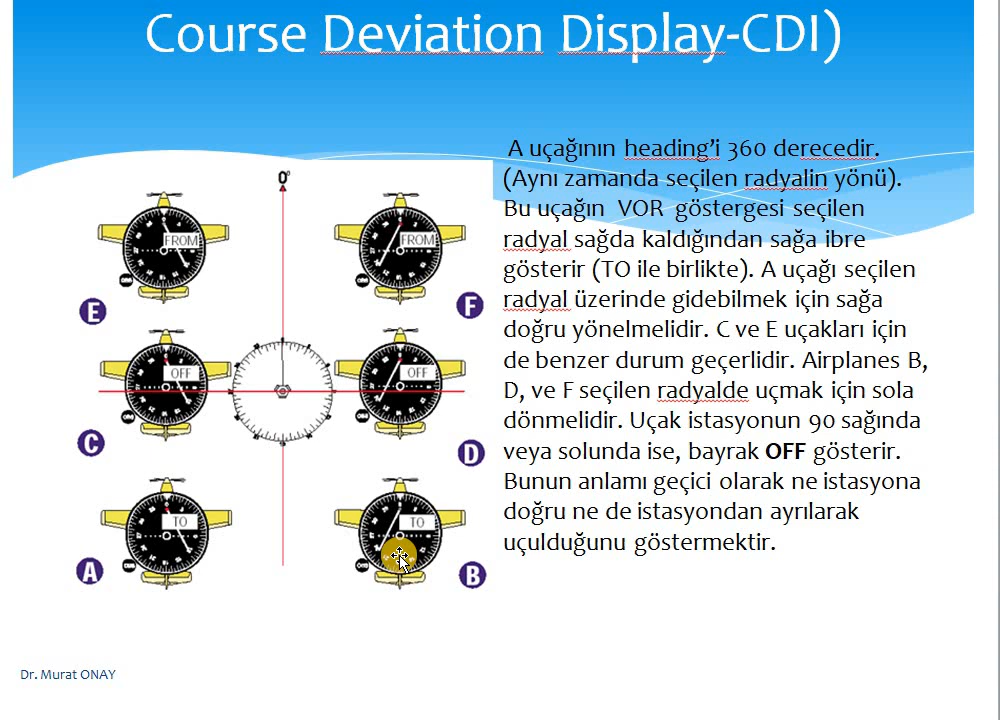 Course Deviation Display-CDI)
A uçağının heading’i 360 derecedir.
(Aynı zamanda seçilen radyalin yönü).
Bu uçağın VOR göstergesi seçilen
radyal sağda kaldığından sağa ibre
gösterir (TO ile birlikte). A uçağı seçilen
radyal üzerinde gidebilmek için sağa
doğru yönelmelidir. C ve E uçakları için
de benzer durum geçerlidir. Airplanes B,
D, ve F seçilen radyalde uçmak için sola
dönmelidir. Uçak istasyonun 90 sağında
veya solunda ise, bayrak OFF gösterir.
Bunun anlamı geçici olarak ne istasyona
doğru ne de istasyondan ayrılarak
uçulduğunu göstermektir.
0°
FROM
FROM
E
F
OFF
OFF
C
D
TO
TO
A
B
Dr. Murat ONAY